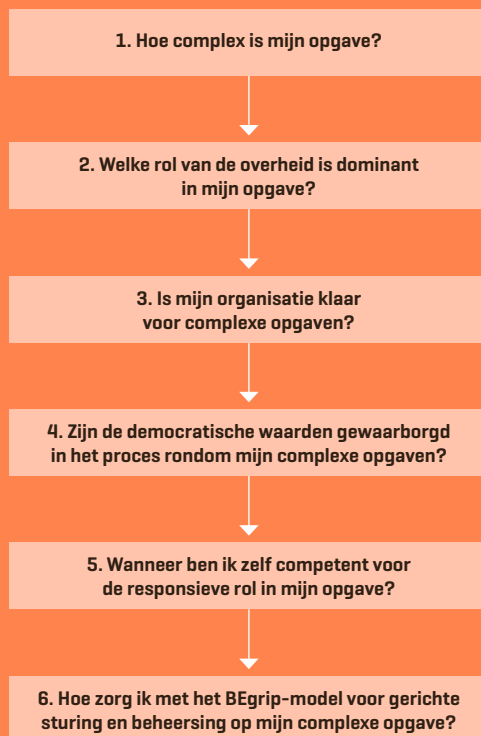 1. Hoe complex is mijn opgave?
2. Welke rol van de overheid is dominant
in mijn opgave?
3. Is mijn organisatie klaar
voor complexe opgaven?
4. Zijn de democratische waarden gewaarborgd
in het proces rondom mijn complexe opgaven?
5. Wanneer ben ik zelf competent voor
de responsieve rol in mijn opgave?
6. Hoe zorg ik met het BEgrip-model voor gerichte
sturing en beheersing op mijn complexe opgave?